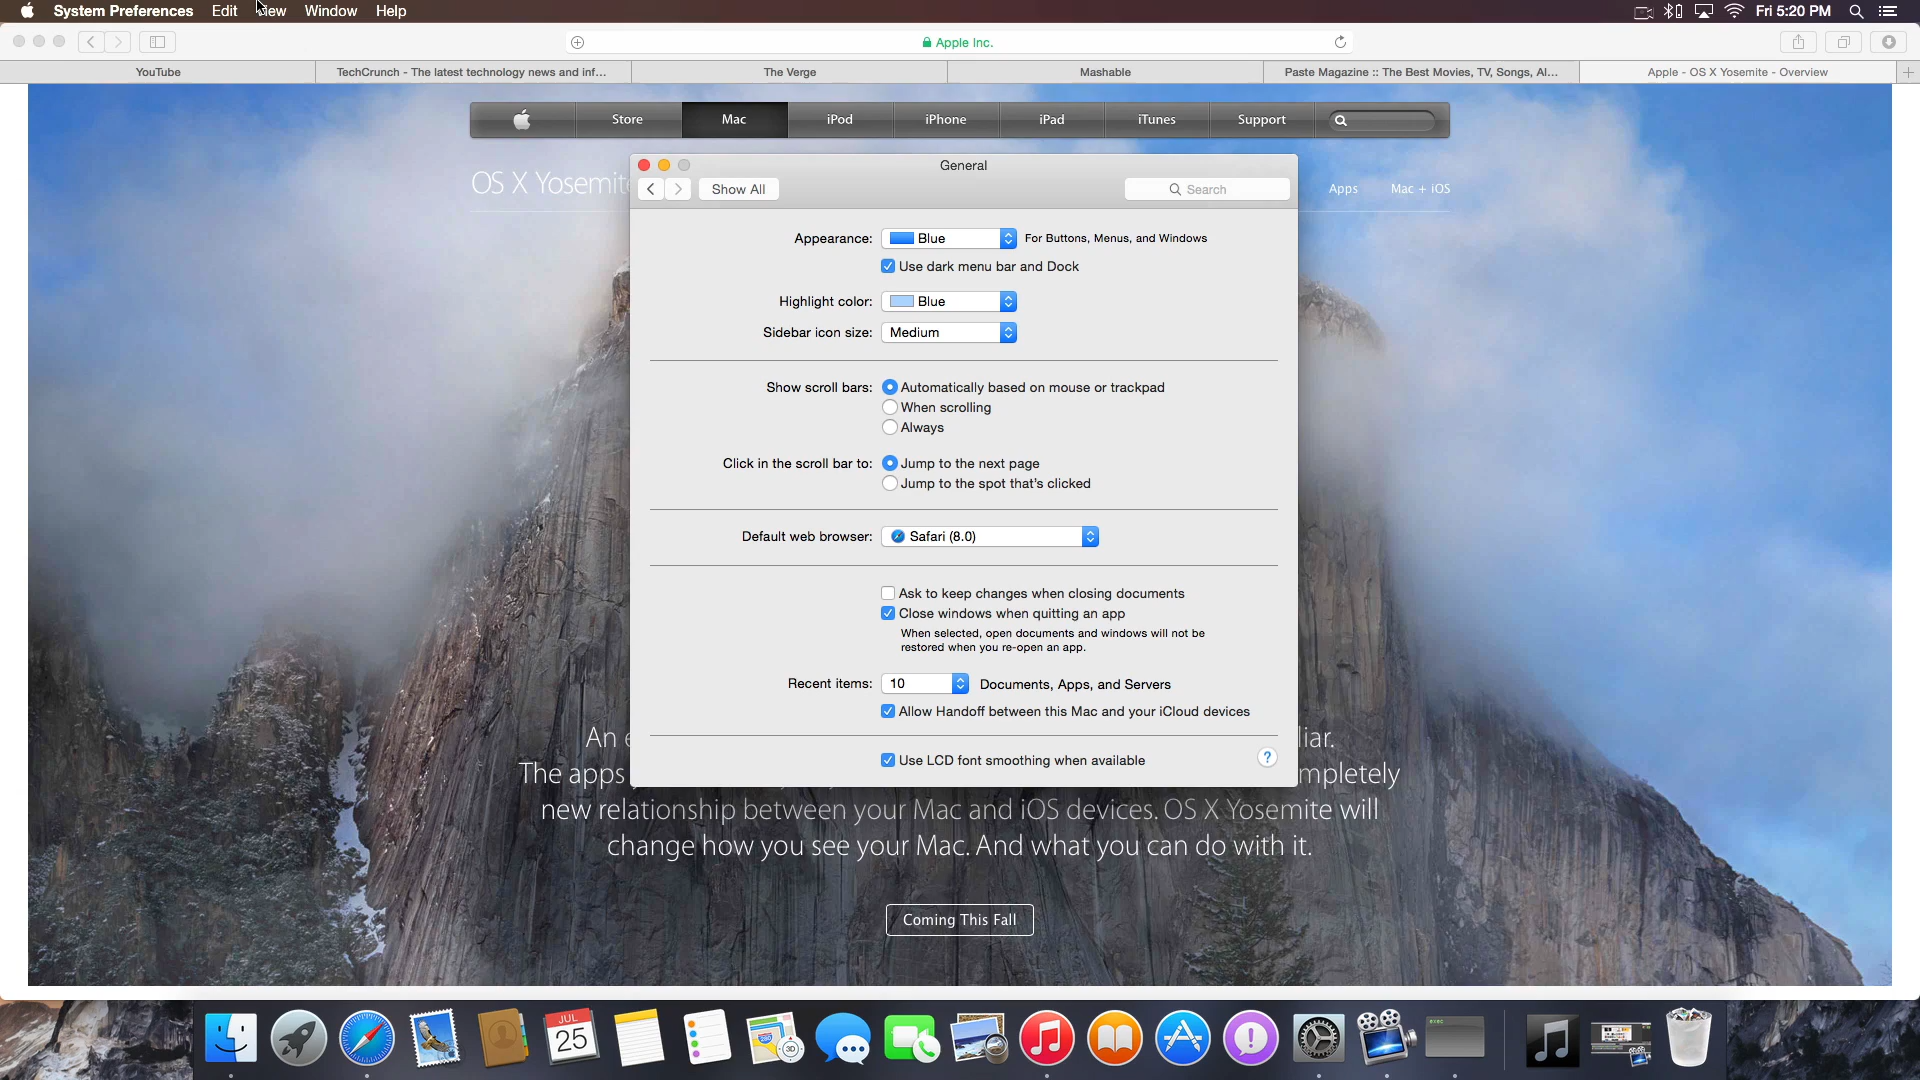 System Preferences Edit View Window Help
Fri 5:20 PM
Apple Inc.
YouTube
TechCrunch - The latest technology news and inf...
The Verge
Mashable
Paste Magazine :: The Best Movies, TV, Songs, Al...
Apple - OS X Yosemite - Overview
Store Mac iPod iPhone iPad iTunes Support
OS X Yosemite
Apps Mac + iOS
General
Show All
Search
Appearance: Blue For Buttons, Menus, and Windows
Use dark menu bar and Dock
Highlight color: Blue
Sidebar icon size: Medium
Show scroll bars: Automatically based on mouse or trackpad
When scrolling
Always
Click in the scroll bar to: Jump to the next page
Jump to the spot that's clicked
Default web browser: Safari (8.0)
Ask to keep changes when closing documents
Close windows when quitting an app
When selected, open documents and windows will not be
restored when you re-open an app.
Recent items: 10 Documents, Apps, and Servers
Allow Handoff between this Mac and your iCloud devices
Use LCD font smoothing when available
?
An
liar.
The apps
mpletely
new relationship between your Mac and iOS devices. OS X Yosemite will
change how you see your Mac. And what you can do with it.
Coming This Fall
JUL
25
280
3D
exec